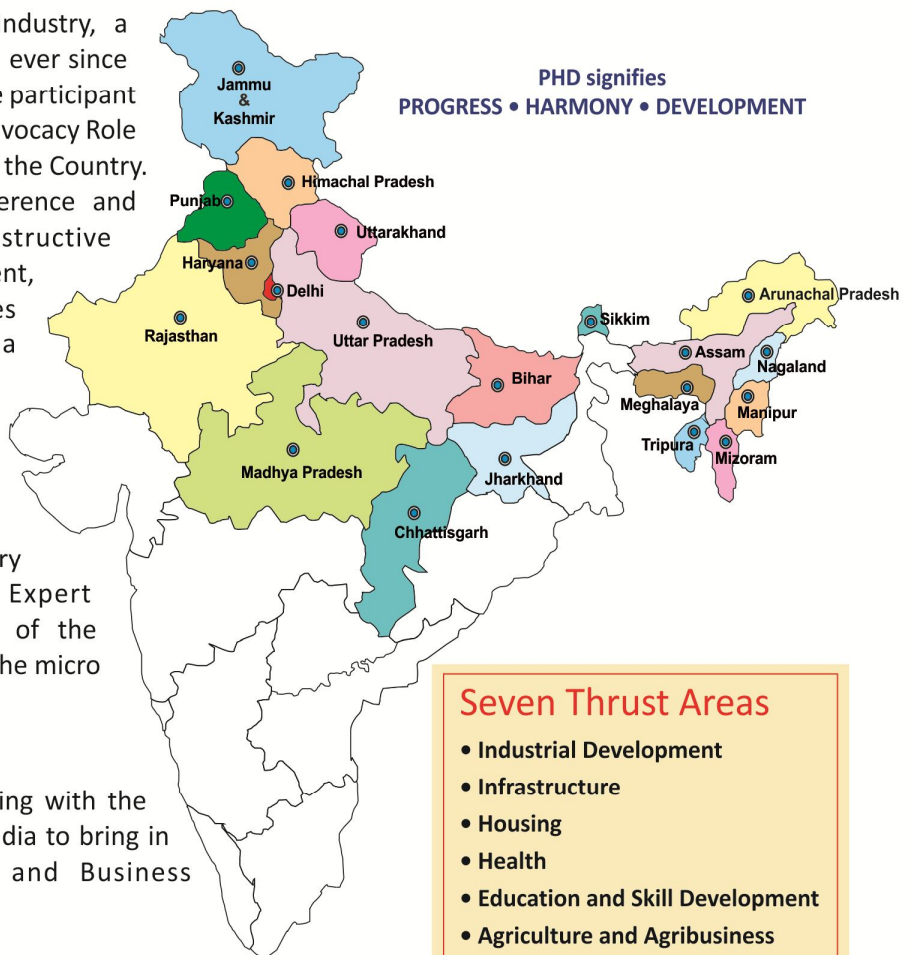 ndustry, a
ever since
e participant
vocacy Role
the Country.
erence and
structive
ent,
es
a
ry
Expert
of the
he micro
ing with the
dia to bring in
and Business
PHD signifies
PROGRESS • HARMONY • DEVELOPMENT
Jammu
&
Kashmir
Himachal Pradesh
Punjab
Uttarakhand
Haryana
Delhi
Rajasthan
Uttar Pradesh
Sikkim
Arunachal Pradesh
Assam
Nagaland
Bihar
Meghalaya
Manipur
Tripura
Mizoram
Madhya Pradesh
Jharkhand
Chhattisgarh
Seven Thrust Areas
• Industrial Development
• Infrastructure
• Housing
• Health
• Education and Skill Development
• Agriculture and Agribusiness